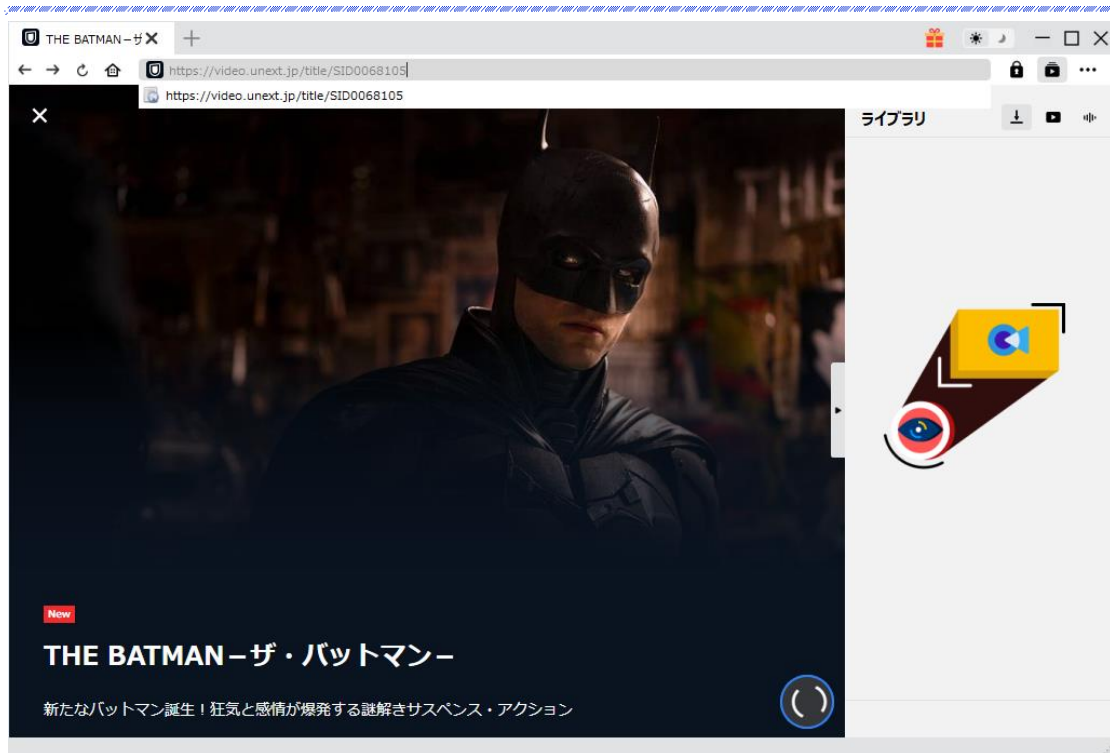 THE BATMAN－ザ
https://video.unext.jp/title/SID0068105
https://video.unext.jp/title/SID0068105
ライブラリ
THE
New
THE BATMAN－ザ・バットマン－
新たなバットマン誕生！狂気と感情が爆発する謎解きサスペンス・アクション